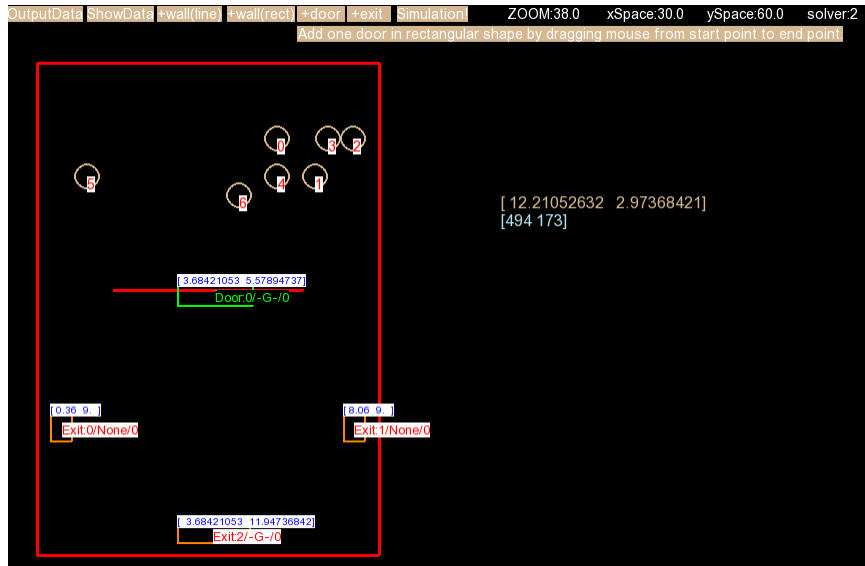 OutputData ShowData +wall(line) +wall(rect) +door +exit Simulation! ZOOM:38.0 xSpace:30.0 ySpace:60.0 solver:2
Add one door in rectangular shape by dragging mouse from start point to end point.
0 3 2
5 4 1
6
[ 12.21052632 2.97368421]
[494 173]
[ 3.68421053 5.57894737]
Door:0/-G-/0
[ 0.36 9. ] [ 8.06 9. ]
Exit:0/None/0 Exit:1/None/0
[ 3.68421053 11.94736842]
Exit:2/-G-/0